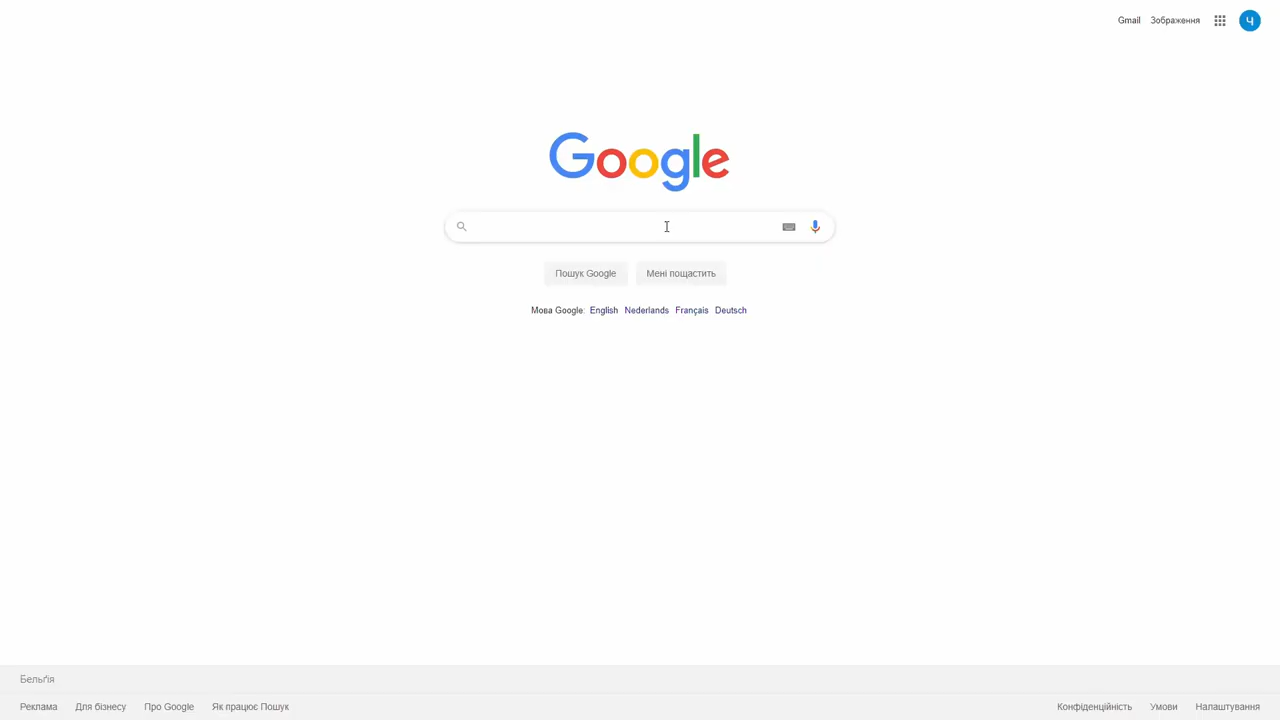 Gmail Зображення Ч
Google
Пошук Google Мені пощастить
Мова Google: English Nederlands Français Deutsch
Бельґія
Реклама Для бізнесу Про Google Як працює Пошук Конфіденційність Умови Налаштування